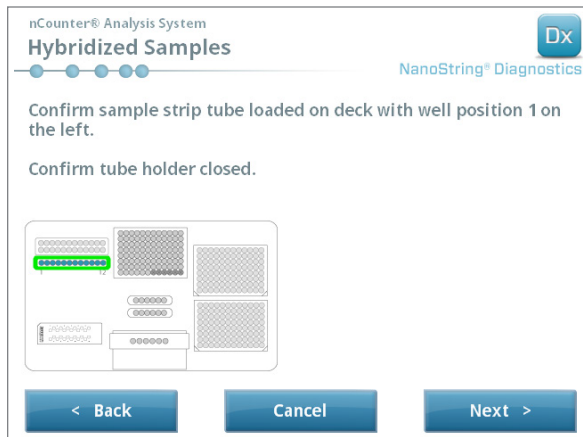 nCounter® Analysis System
Hybridized Samples
Dx
NanoString® Diagnostics
Confirm sample strip tube loaded on deck with well position 1 on
the left.
Confirm tube holder closed.
1 12
< Back
Cancel
Next >